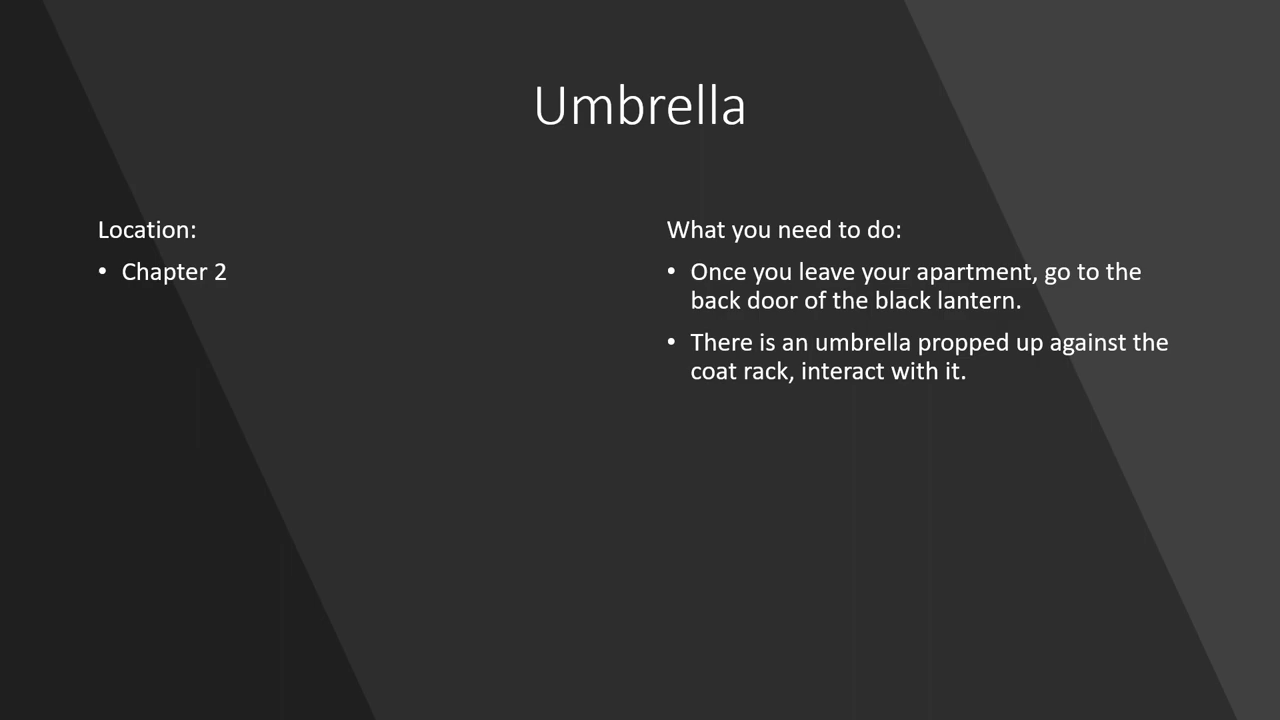 Umbrella
Location:
• Chapter 2
What you need to do:
• Once you leave your apartment, go to the
back door of the black lantern.
• There is an umbrella propped up against the
coat rack, interact with it.